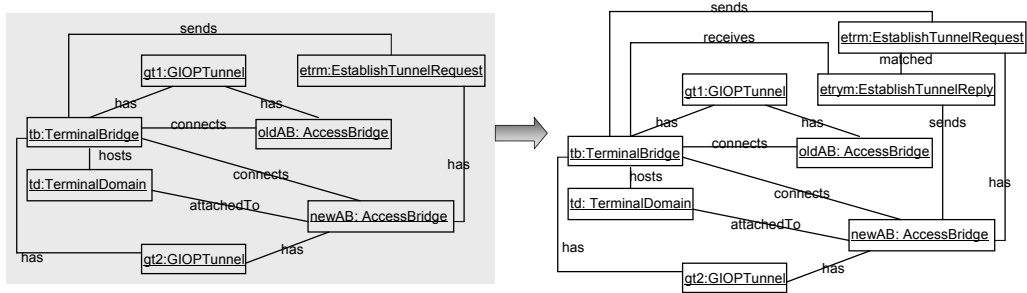 sends
gt1:GIOPTunnel
etrm:EstablishTunnelRequest
has
has
tb:TerminalBridge
connects
oldAB: AccessBridge
hosts
connects
has
td:TerminalDomain
attachedTo
newAB: AccessBridge
has
gt2:GIOPTunnel
has
sends
etrm:EstablishTunnelRequest
receives
matched
gt1:GIOPTunnel
etrym:EstablishTunnelReply
has
has
sends
tb:TerminalBridge
connects
oldAB: AccessBridge
hosts
connects
has
td: TerminalDomain
attachedTo
newAB: AccessBridge
has
gt2:GIOPTunnel
has